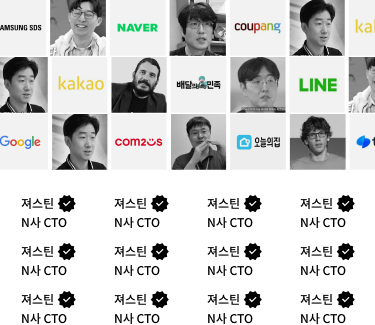 SAMSUNG SDS
NAVER
coupang
kak
kakao
배달의민족
LINE
Google
com2us
오늘의집
져스틴 져스틴 져스틴 져스틴
N사 CTO N사 CTO N사 CTO N사 CTO
져스틴 져스틴 져스틴 져스틴
N사 CTO N사 CTO N사 CTO N사 CTO
져스틴 져스틴 져스틴 져스틴
N사 CTO N사 CTO N사 CTO N사 CTO